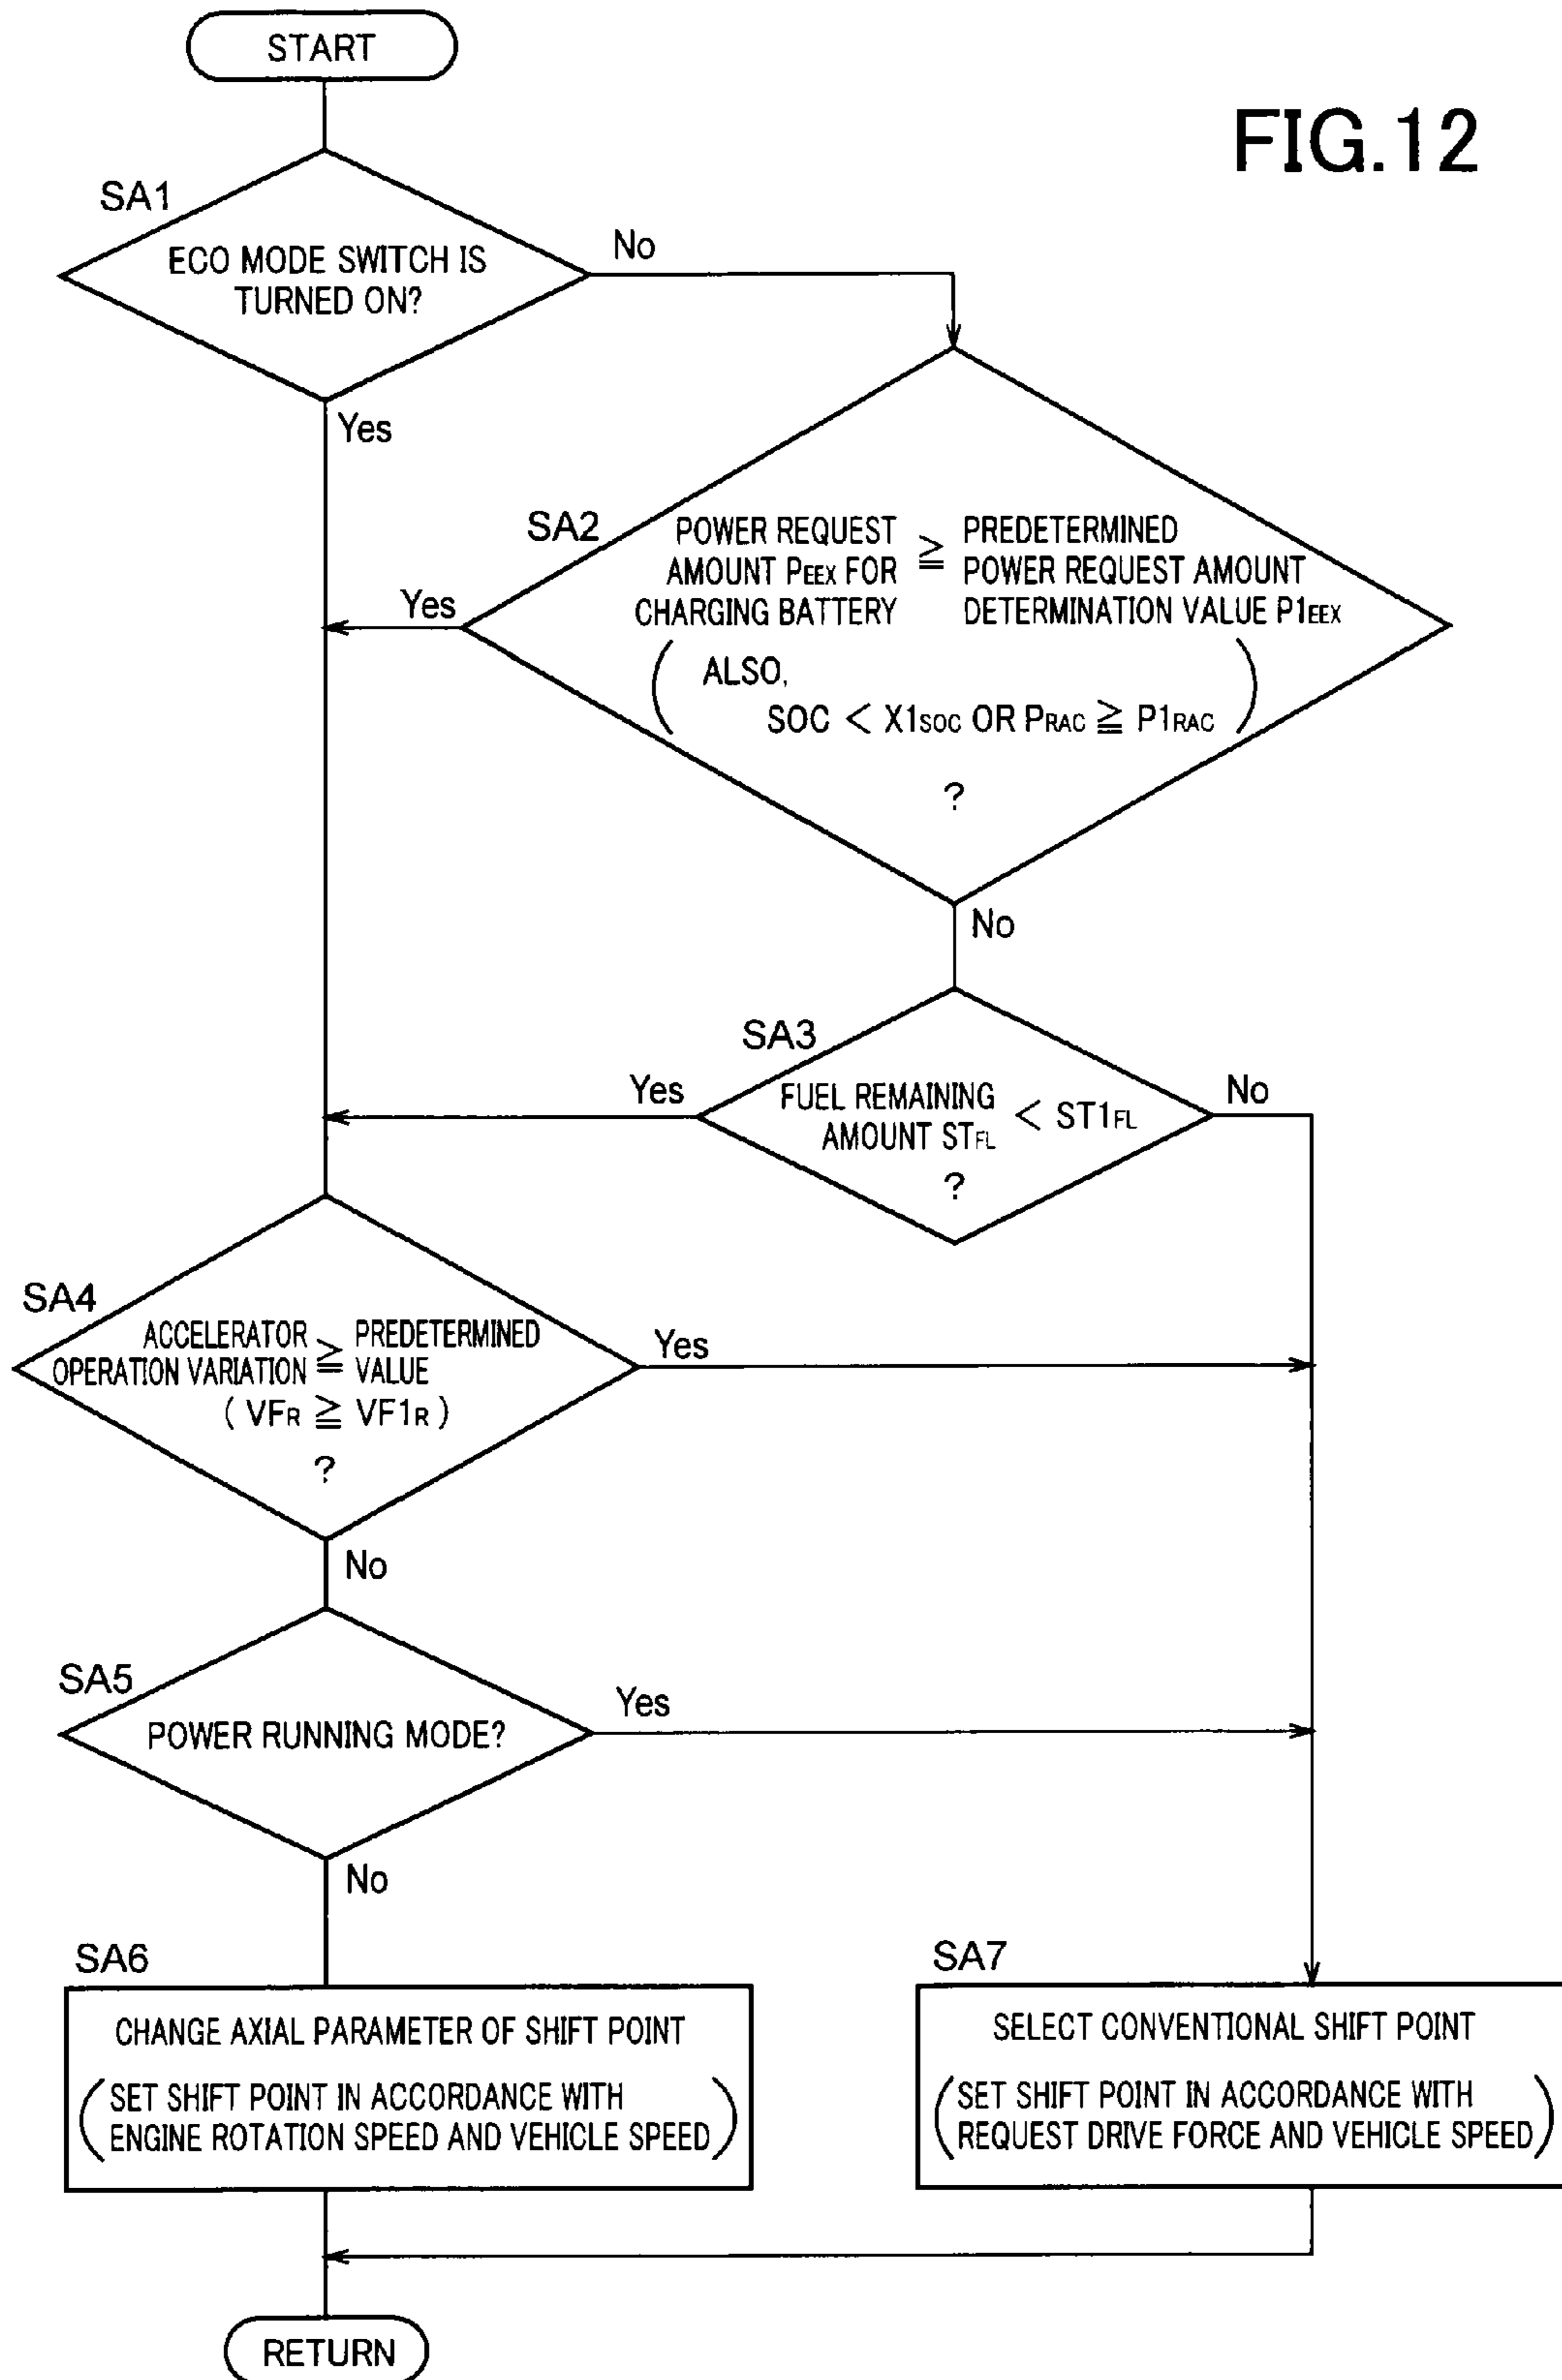 START
FIG.12
SA1
ECO MODE SWITCH IS
TURNED ON?
No
Yes
SA2
POWER REQUEST
AMOUNT PEEX FOR
CHARGING BATTERY
≧
PREDETERMINED
POWER REQUEST AMOUNT
DETERMINATION VALUE P1EEX
Yes
( ALSO,
SOC < X1SOC OR PRAC ≧ P1RAC )
?
No
SA3
FUEL REMAINING
AMOUNT STFL
< ST1FL
?
Yes
No
SA4
ACCELERATOR
OPERATION VARIATION
≧
PREDETERMINED
VALUE
( VFR ≧ VF1R )
?
Yes
No
SA5
POWER RUNNING MODE?
Yes
No
SA6
CHANGE AXIAL PARAMETER OF SHIFT POINT
( SET SHIFT POINT IN ACCORDANCE WITH
ENGINE ROTATION SPEED AND VEHICLE SPEED )
SA7
SELECT CONVENTIONAL SHIFT POINT
( SET SHIFT POINT IN ACCORDANCE WITH
REQUEST DRIVE FORCE AND VEHICLE SPEED )
RETURN